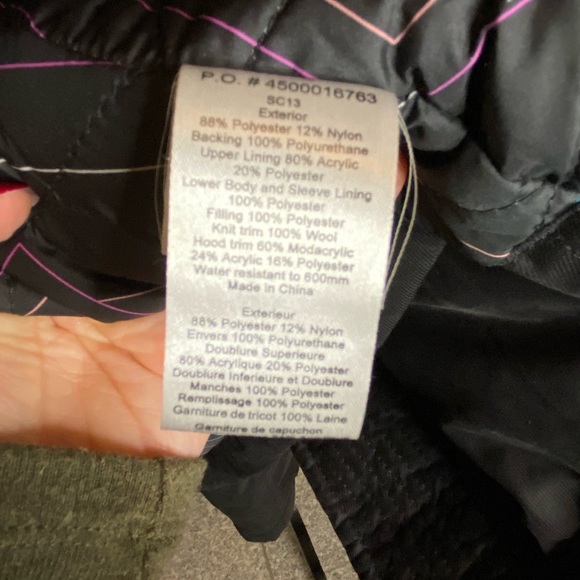 P.O. # 4500016763
SC13
Exterior
88% Polyester 12% Nylon
Backing 100% Polyurethane
Upper Lining 80% Acrylic
20% Polyester
Lower Body and Sleeve Lining
100% Polyester
Filling 100% Polyester
Knit trim 100% Wool
Hood trim 60% Modacrylic
24% Acrylic 16% Polyester
Water resistant to 600mm
Made in China
Exterieur
88% Polyester 12% Nylon
Envers 100% Polyurethane
Doublure Superieure
80% Acrylique 20% Polyester
Doublure Inferieure et Doublure
Manches 100% Polyester
Remplissage 100% Polyester
Garniture de tricot 100% Laine
Garniture de capuchon